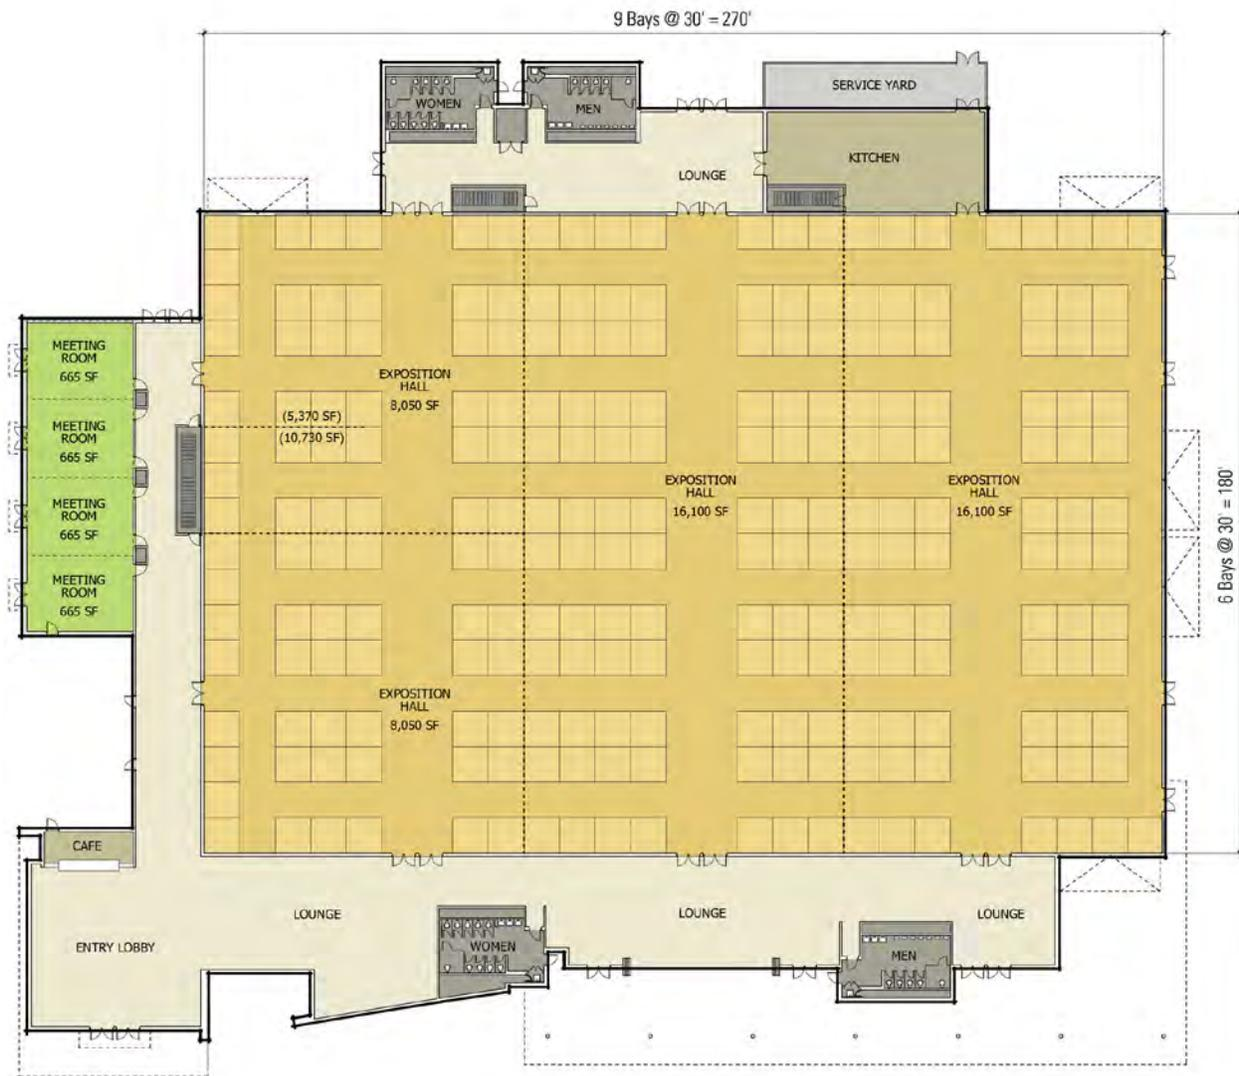 9 Bays @ 30' = 270'
SERVICE YARD
WOMEN
MEN
KITCHEN
LOUNGE
MEETING
ROOM
665 SF
EXPOSITION
HALL
8,050 SF
(5,370 SF)
(10,730 SF)
MEETING
ROOM
665 SF
EXPOSITION
HALL
16,100 SF
EXPOSITION
HALL
16,100 SF
MEETING
ROOM
665 SF
6 Bays @ 30' = 180'
MEETING
ROOM
665 SF
EXPOSITION
HALL
8,050 SF
CAFE
LOUNGE
LOUNGE
LOUNGE
ENTRY LOBBY
WOMEN
MEN